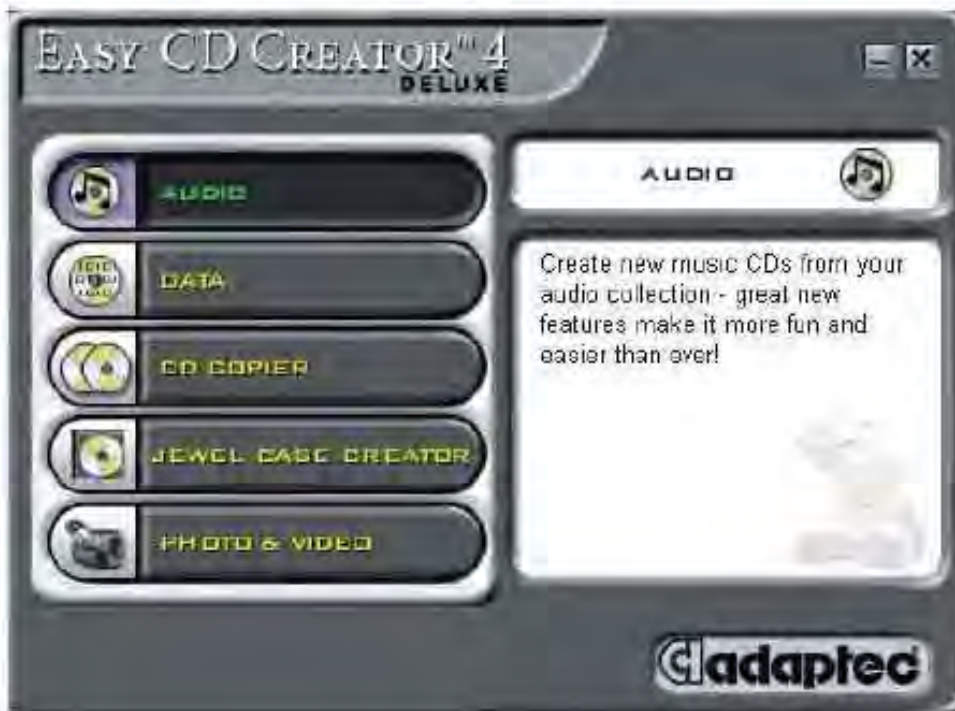 EASY CD CREATOR™ 4
DELUXE
AUDIO
DATA
CD COPIER
JEWEL CASE CREATOR
PHOTO & VIDEO
AUDIO
Create new music CDs from your
audio collection - great new
features make it more fun and
easier than ever!
adaptec